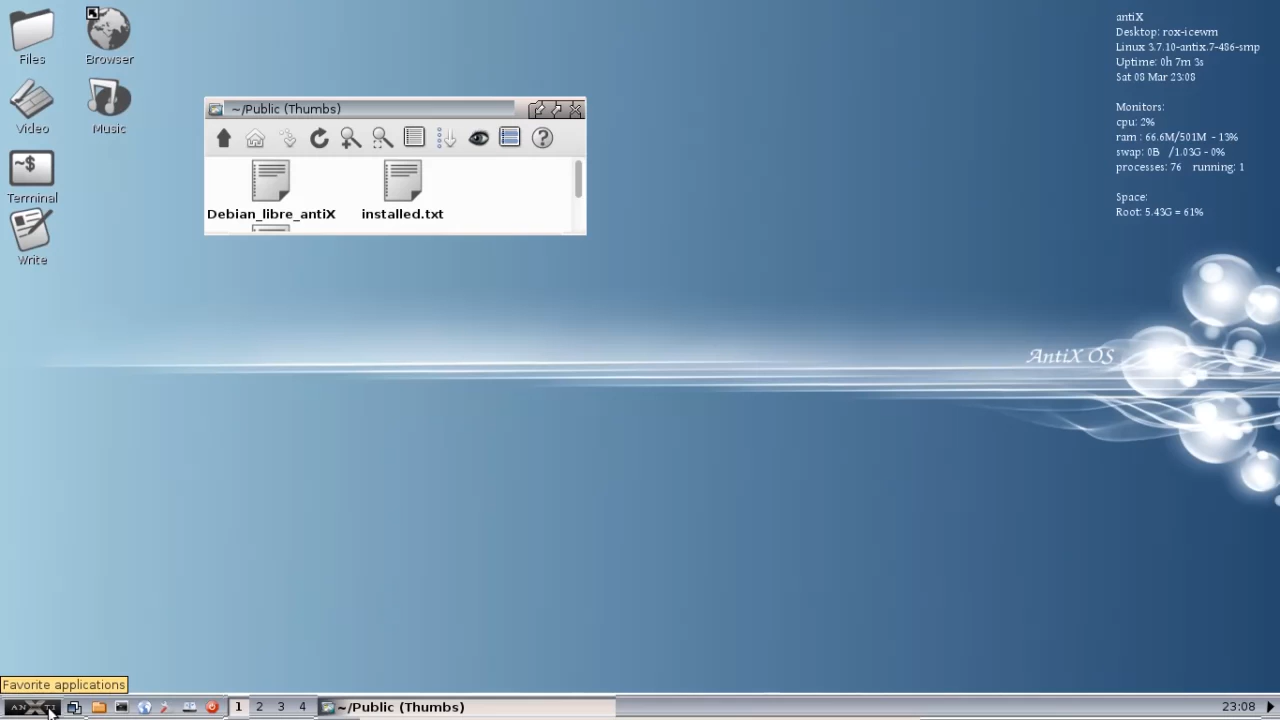 Files
Browser
Video
Music
~$
Terminal
Write
~/Public (Thumbs)
Debian_libre_antiX
installed.txt
antiX
Desktop: rox-icewm
Linux 3.7.10-antix.7-486-smp
Uptime: 0h 7m 3s
Sat 08 Mar 23:08
Monitors:
cpu: 2%
ram : 66.6M/501M - 13%
swap: 0B /1.03G - 0%
processes: 76 running: 1
Space:
Root: 5.43G = 61%
AntiX OS
Favorite applications
1 2 3 4 ~/Public (Thumbs) 23:08